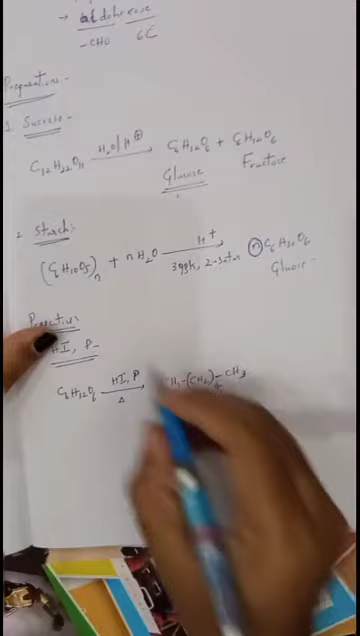 → aldohexose
-CHO 6C
Preparation:-
1. Sucrose:-
C12H22O11 H2O/H⊕ → C6H12O6 + C6H12O6
Glucose Fructose
2. Starch:-
(C6H10O5)n + nH2O H+ → n C6H12O6
393k, 2-3atm
Glucose
HI, P-
C6H12O6 HI, P → CH3-(CH2)4-CH3
Δ